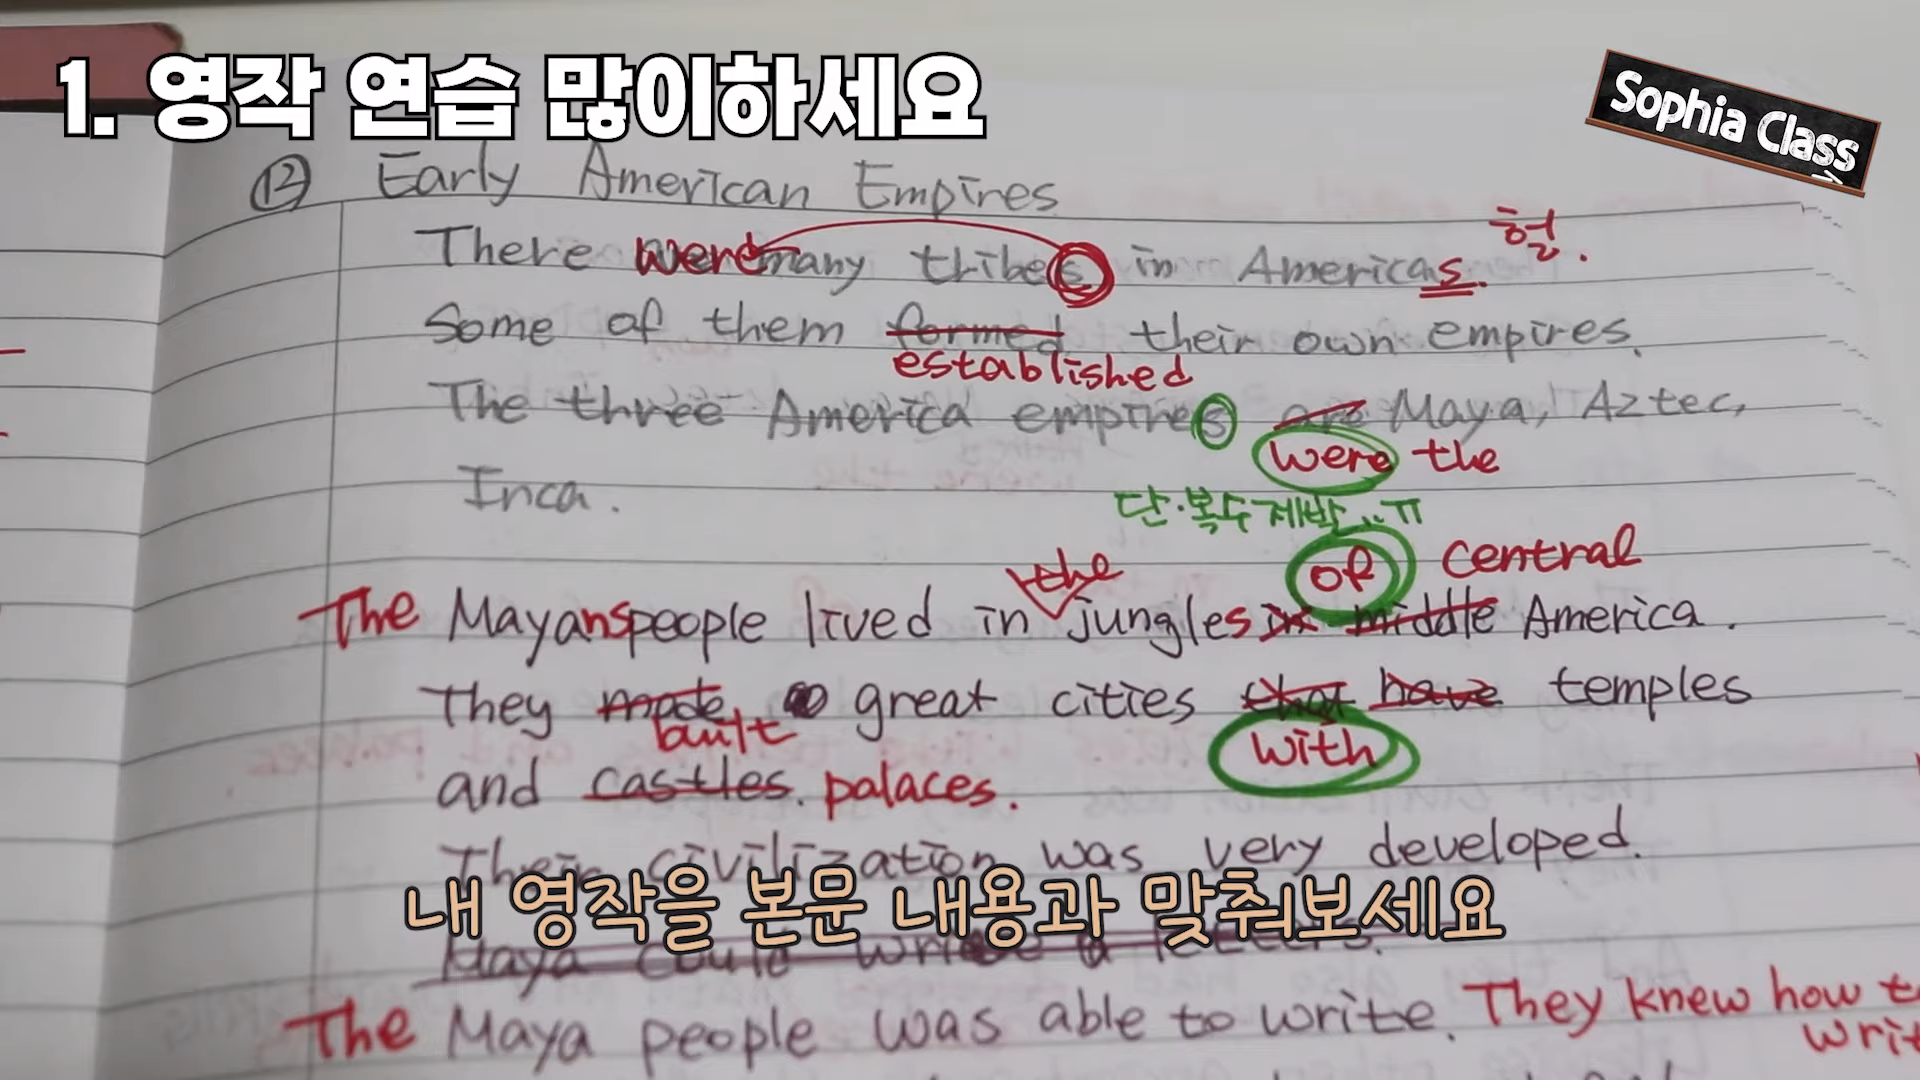 1. 영작 연습 많이하세요
Sophia Class
⑫ Early American Empires
There were many tribes in Americas. 헐.
Some of them formed their own empires.
established
The three America empires are Maya, Aztec,
were the
Inca.
단·복수 제발..ㅠ
the of central
The Mayans people lived in jungles in middle America.
They made great cities that have temples
built with
and castles. palaces.
Their civilization was very developed.
내 영작을 본문 내용과 맞춰보세요
Maya could write a letters.
The Maya people was able to write. They knew how to
writ